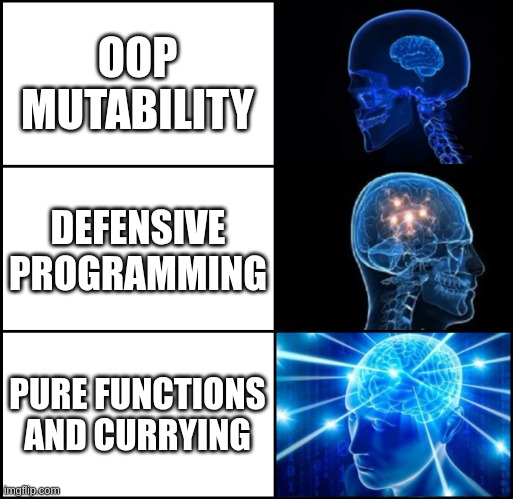 OOP
MUTABILITY
DEFENSIVE
PROGRAMMING
PURE FUNCTIONS
AND CURRYING
imgflip.com